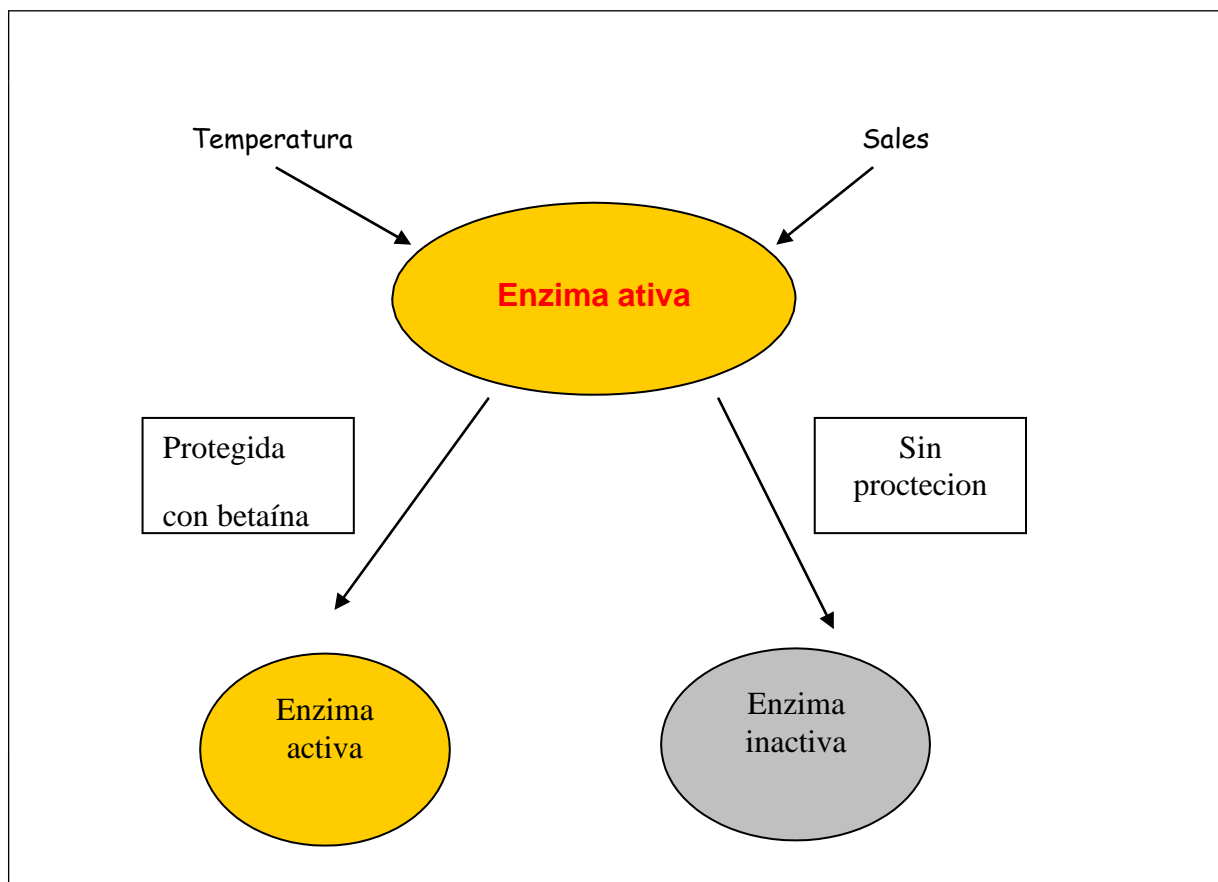 Temperatura
Sales
Enzima ativa
Protegida
con betaína
Sin
proctecion
Enzima
activa
Enzima
inactiva